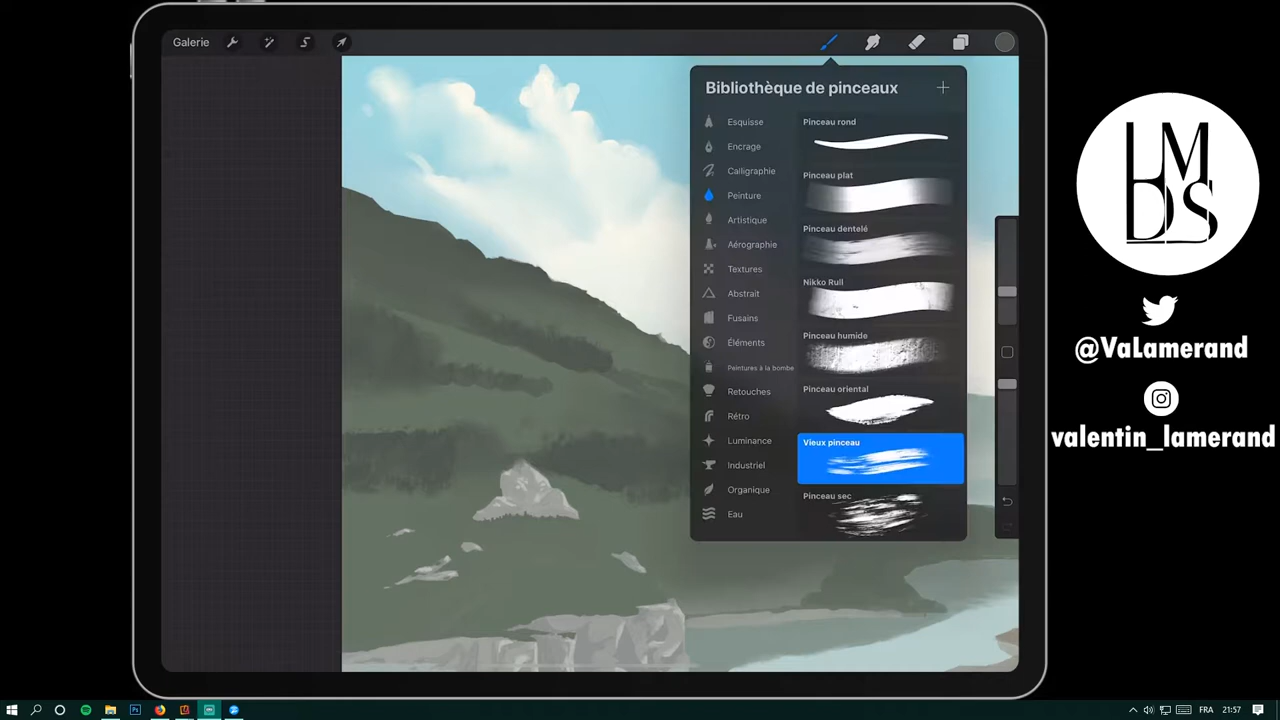 Galerie
Bibliothèque de pinceaux
Esquisse
Encrage
Calligraphie
Peinture
Artistique
Aérographie
Textures
Abstrait
Fusains
Éléments
Peintures à la bombe
Retouches
Rétro
Luminance
Industriel
Organique
Eau
Pinceau rond
Pinceau plat
Pinceau dentelé
Nikko Rull
Pinceau humide
Pinceau oriental
Vieux pinceau
Pinceau sec
LM
DS
@VaLamerand
valentin_lamerand
FRA
21:57